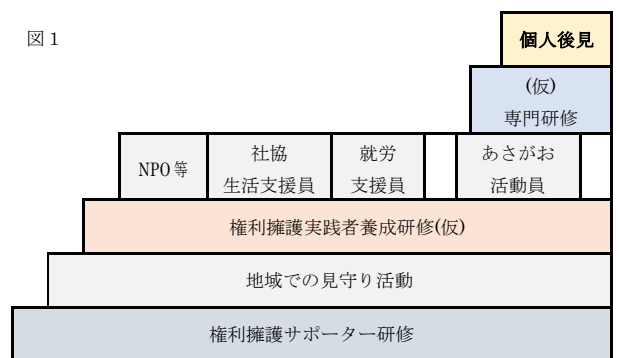 図１
個人後見
(仮)
専門研修
NPO 等
社協
生活支援員
就労
支援員
あさがお
活動員
権利擁護実践者養成研修(仮)
地域での見守り活動
権利擁護サポーター研修